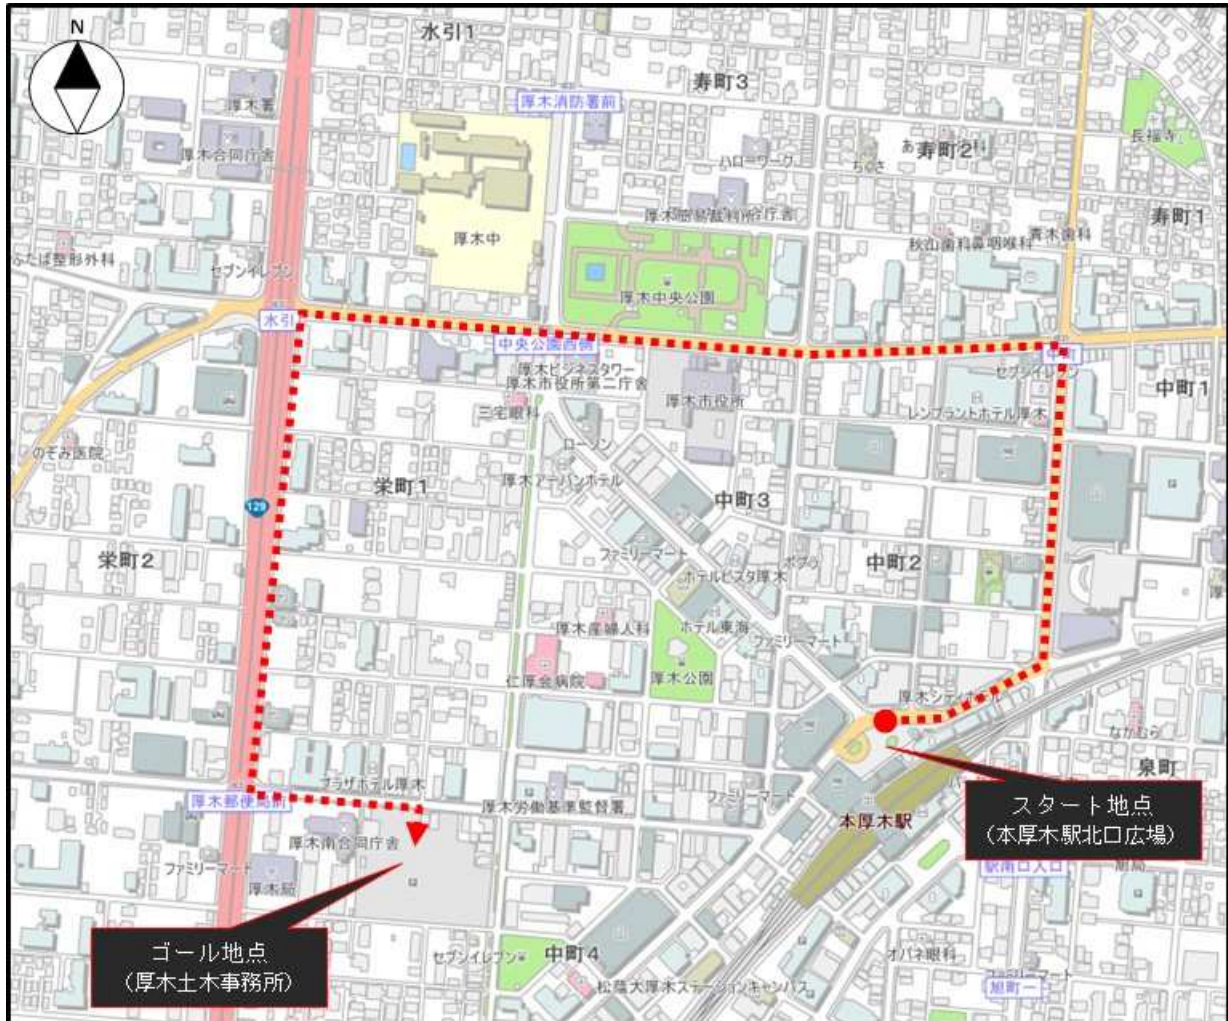 N
水引1
寿町3
厚木消防署前
厚木署
厚木合同庁舎
ハローワーク
ちぐさ
寿町2
長福寺
寿町1
厚木中
秋山歯科
鼻咽喉科
青木歯科
ふたば整形外科
セブンイレブン
厚木中央公園
水引
中央公園西側
中町
厚木ビジネスタワー
厚木市役所第二庁舎
セブンイレブン
中町1
三宅眼科
厚木市役所
レンブラントホテル厚木
のぞみ医院
ローソン
栄町1
厚木アーバンホテル
中町3
129
栄町2
ファミリーマート
ポプラ
中町2
ホテルビスタ厚木
厚木産婦人科
ホテル東海
ファミリーマート
仁厚会病院
厚木公園
厚木シティホテル
なかむら
泉町
プラザホテル厚木
厚木郵便局前
厚木労働基準監督署
ファミリーマート
スタート地点
(本厚木駅北口広場)
本厚木駅
厚木南合同庁舎
ファミリーマート
厚木局
駅南口入口
旭局
ゴール地点
(厚木土木事務所)
セブンイレブン
中町4
オバネ眼科
松蔭大厚木ステーションキャンパス
ファミリーマート
旭町一